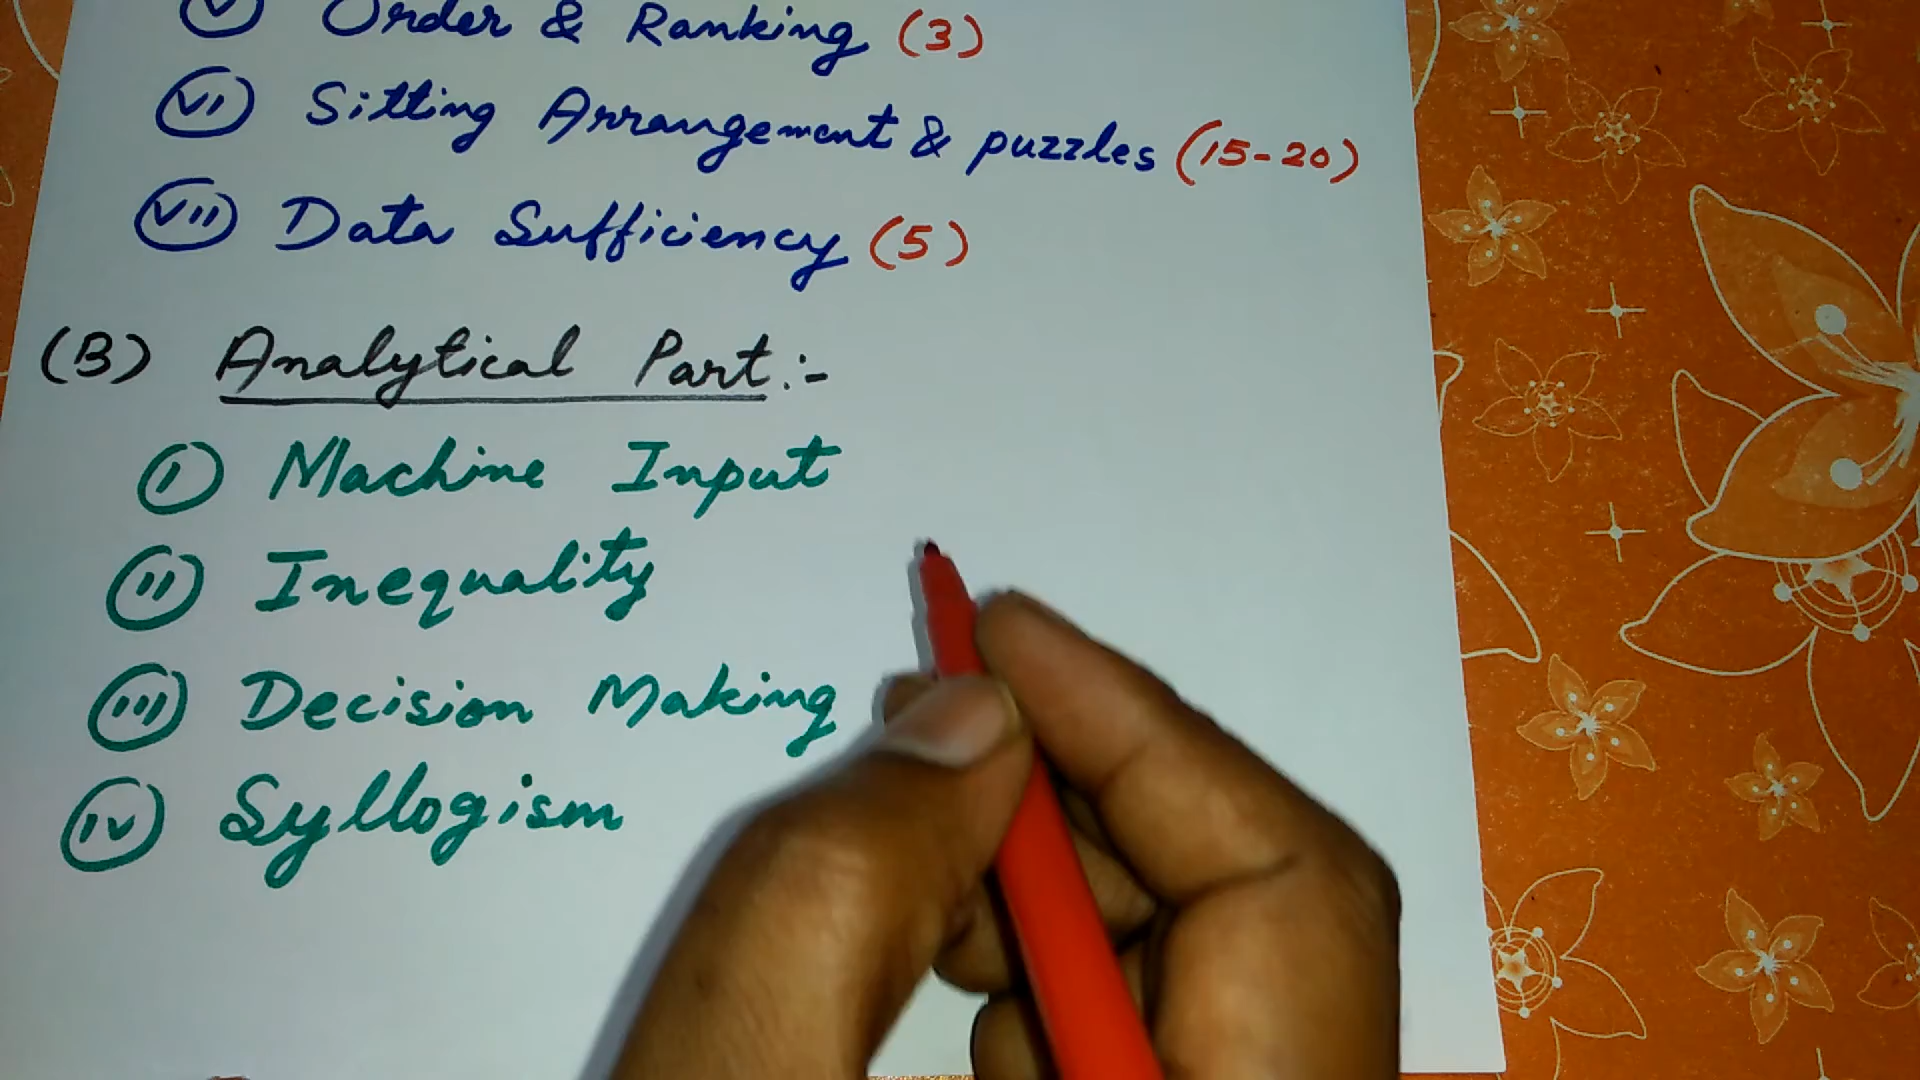 (v) Order & Ranking (3)
(vi) Sitting Arrangement & puzzles (15-20)
(vii) Data Sufficiency (5)
(B) Analytical Part:-
(i) Machine Input
(ii) Inequality
(iii) Decision Making
(iv) Syllogism